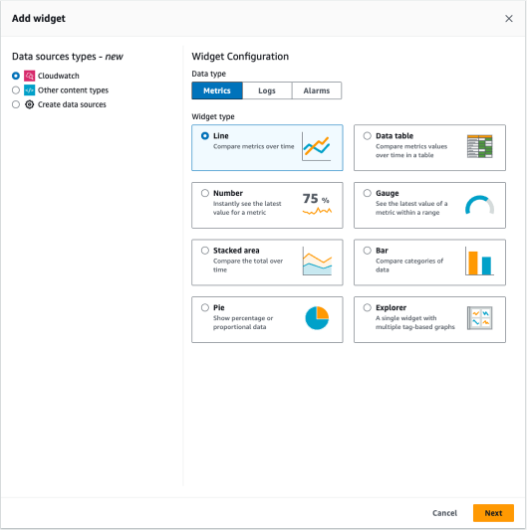 Add widget
Data sources types - new
Cloudwatch
Other content types
Create data sources
Widget Configuration
Data type
Metrics
Logs
Alarms
Widget type
Line
Compare metrics over time
Data table
Compare metrics values
over time in a table
Number
Instantly see the latest
value for a metric
75 %
Gauge
See the latest value of a
metric within a range
Stacked area
Compare the total over
time
Bar
Compare categories of
data
Pie
Show percentage or
proportional data
Explorer
A single widget with
multiple tag-based graphs
Cancel
Next